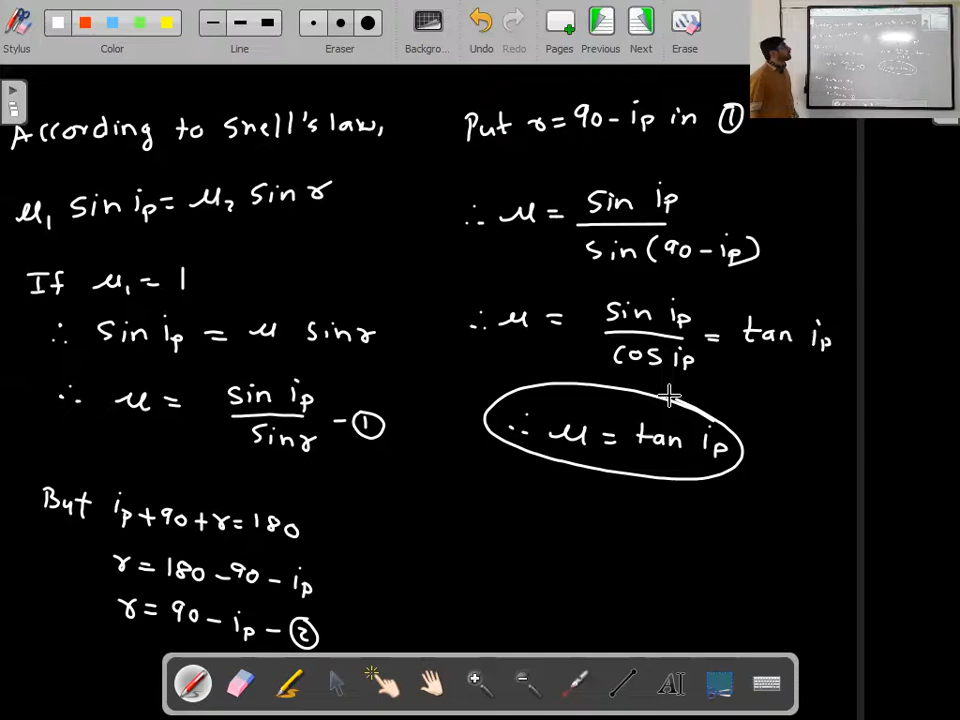 Stylus
Color
Line
Eraser
Backgro...
Undo
Redo
Pages
Previous
Next
Erase
According to Snell's law,
μ₁ sin iₚ = μ₂ sin r
If μ₁ = 1
∴ sin iₚ = μ sin r
∴ μ = sin iₚ / sin r - ①
But iₚ + 90 + r = 180
r = 180 - 90 - iₚ
r = 90 - iₚ - ②
Put r = 90 - iₚ in ①
∴ μ = sin iₚ / sin (90 - iₚ)
∴ μ = sin iₚ / cos iₚ = tan iₚ
∴ μ = tan iₚ